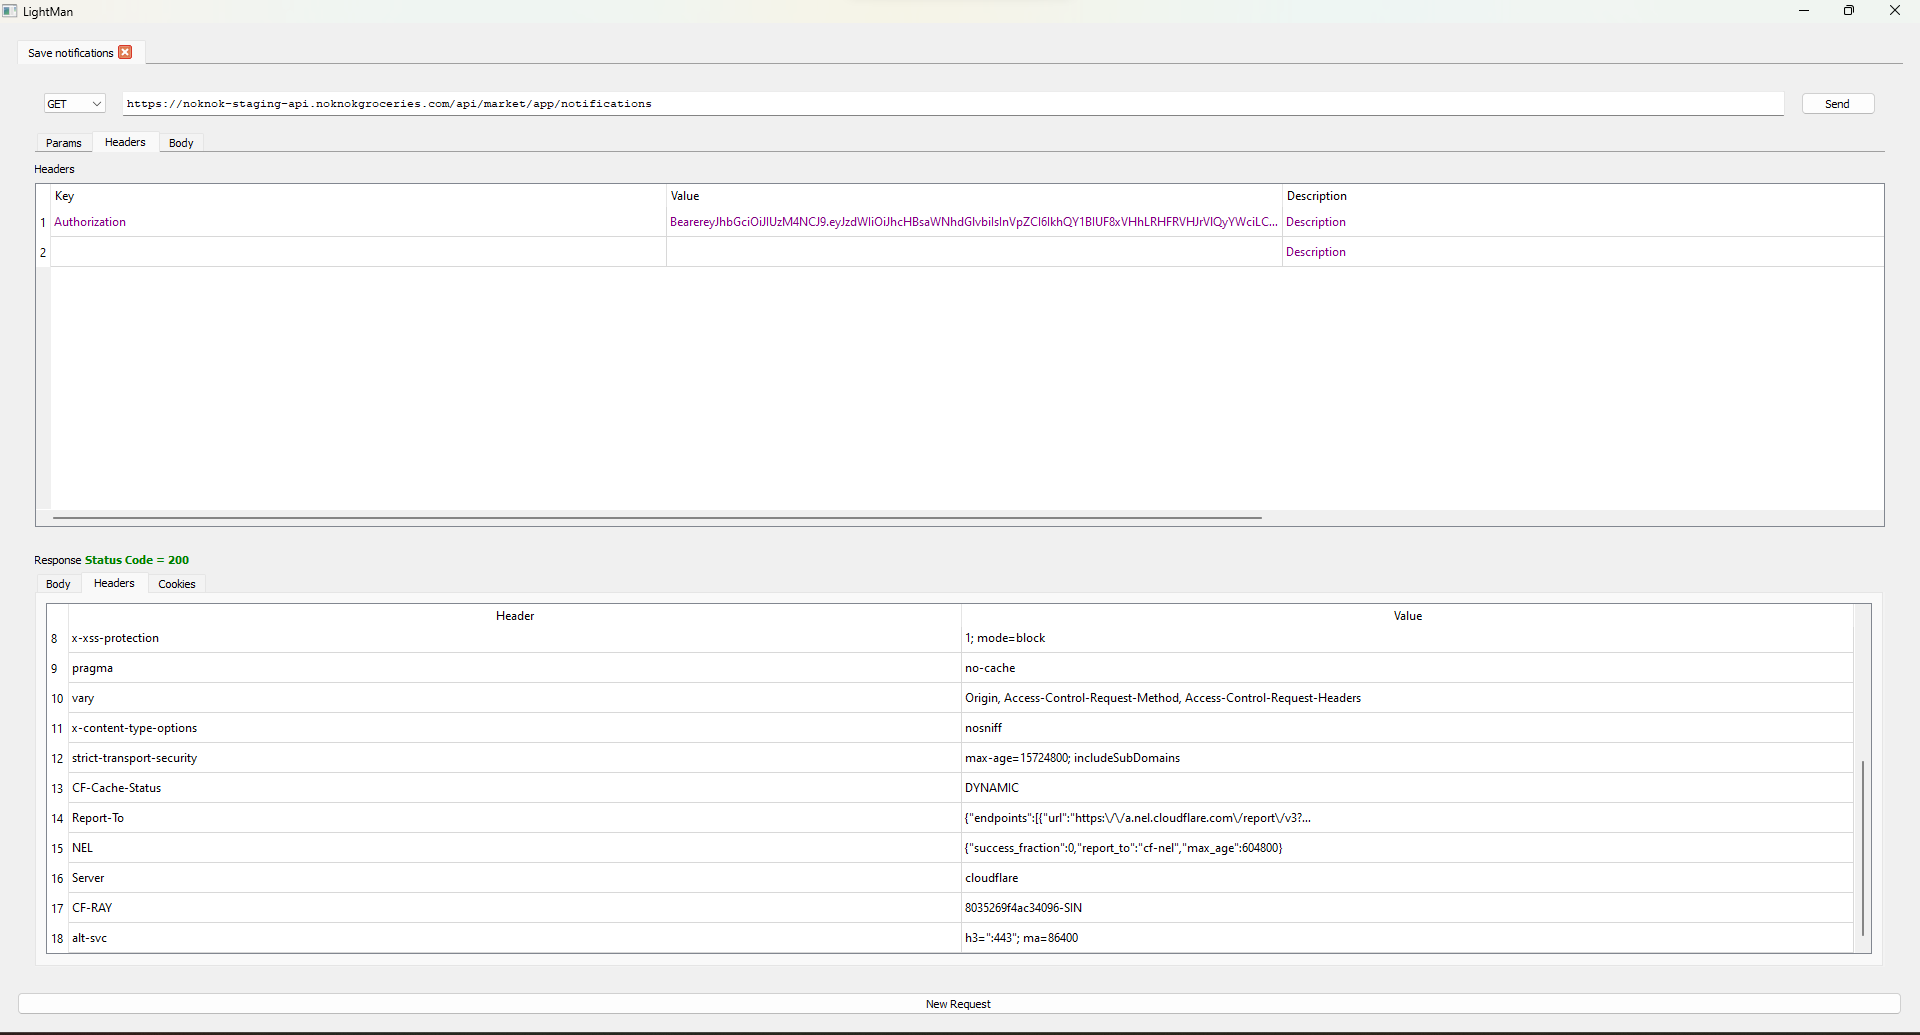 LightMan
Save notifications
GET https://noknok-staging-api.noknokgroceries.com/api/market/app/notifications Send
Params Headers Body
Headers
Key Value Description
1 Authorization Description
2 Description
Response Status Code = 200
Body Headers Cookies
Header Value
8 x-xss-protection 1; mode=block
9 pragma no-cache
10 vary Origin, Access-Control-Request-Method, Access-Control-Request-Headers
11 x-content-type-options nosniff
12 strict-transport-security max-age=15724800; includeSubDomains
13 CF-Cache-Status DYNAMIC
14 Report-To {"endpoints":[{"url":"https:\/\/a.nel.cloudflare.com\/report\/v3?...
15 NEL {"success_fraction":0,"report_to":"cf-nel","max_age":604800}
16 Server cloudflare
17 CF-RAY 8035269f4ac34096-SIN
18 alt-svc h3=":443"; ma=86400
New Request